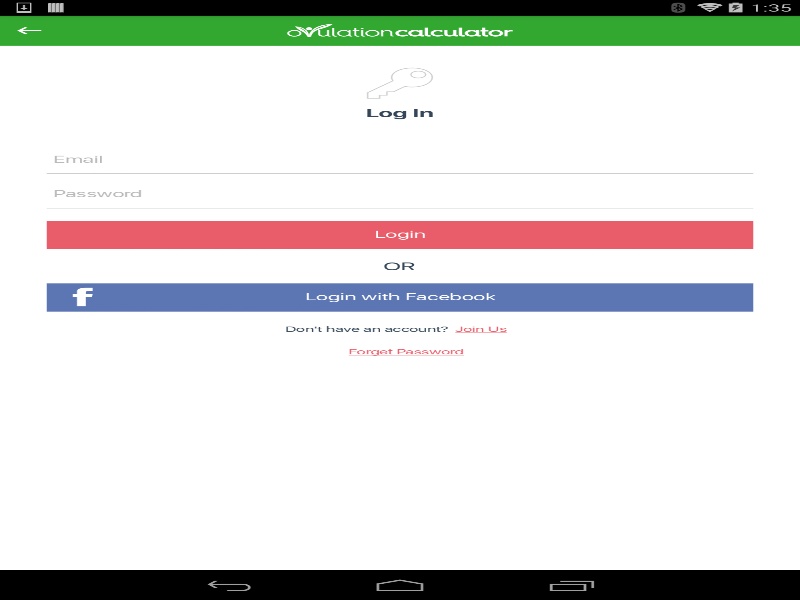 1:35
ovulationcalculator
Log In
Email
Password
Login
OR
f
Login with Facebook
Don't have an account? Join Us
Forget Password